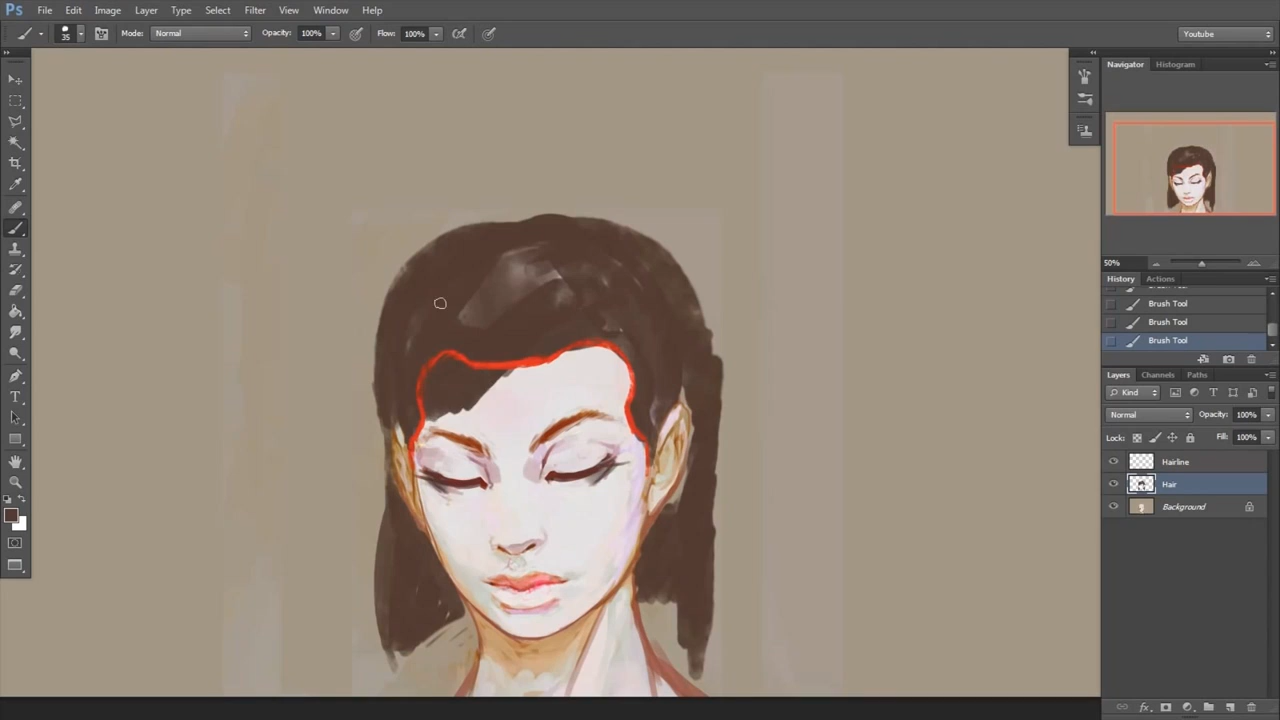 Ps File Edit Image Layer Type Select Filter View Window Help
35 Mode: Normal Opacity: 100% Flow: 100% Youtube
Navigator Histogram
50%
History Actions
Brush Tool
Brush Tool
Brush Tool
Layers Channels Paths
Kind
Normal Opacity: 100%
Lock: Fill: 100%
Hairline
Hair
Background